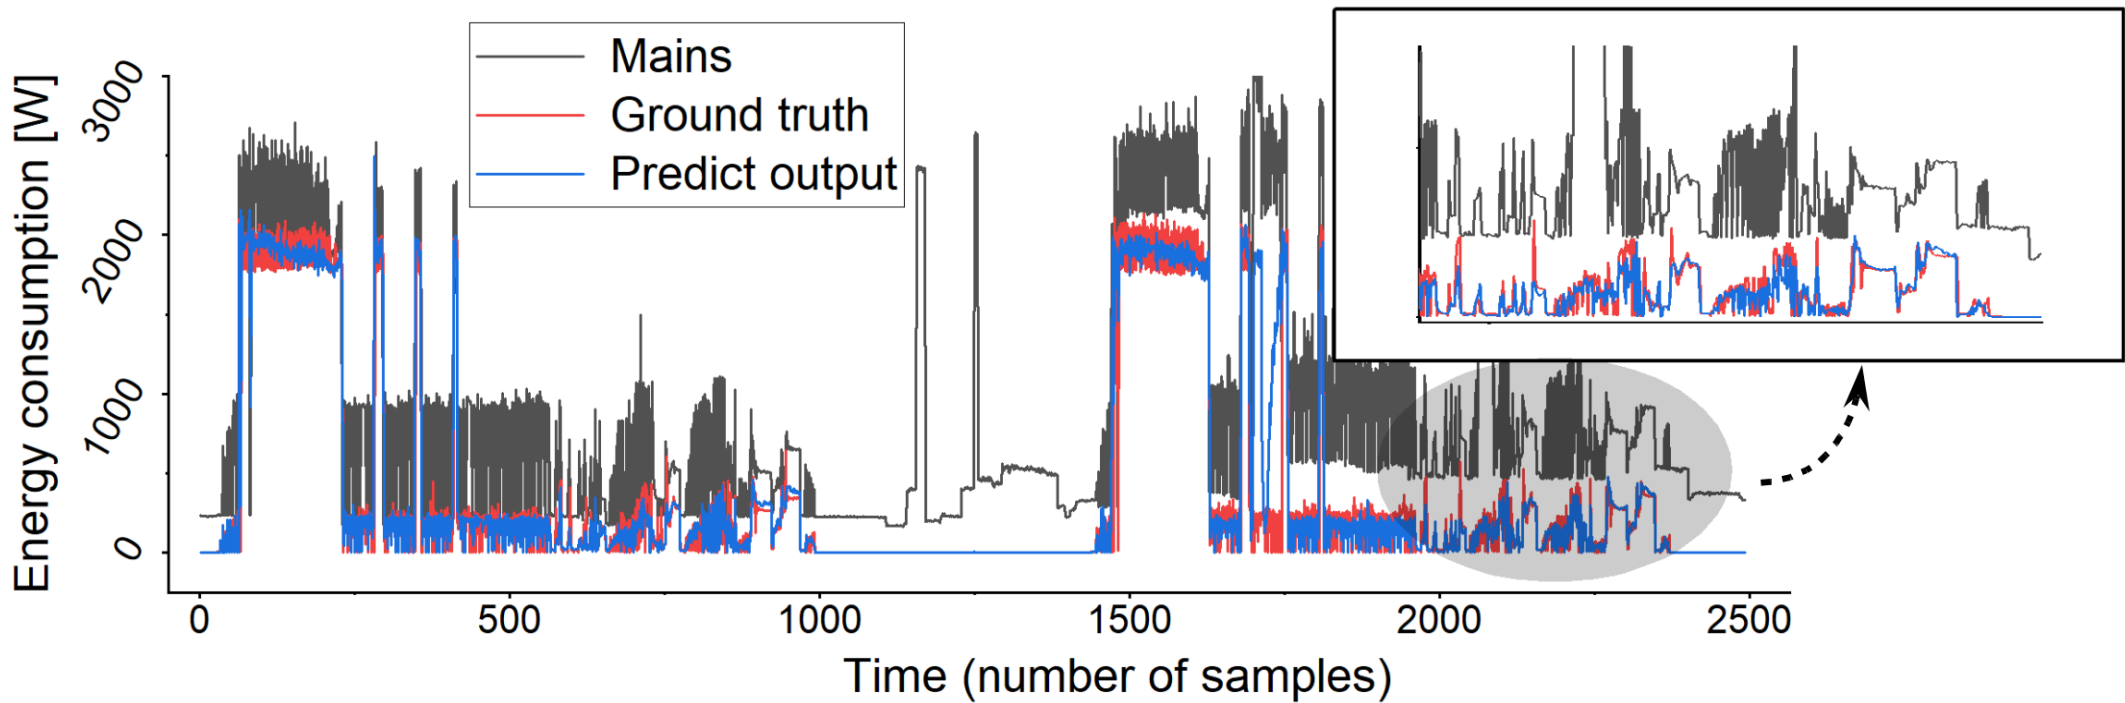 Mains
Ground truth
Predict output
Energy consumption [W]
3000
2000
1000
0
0 500 1000 1500 2000 2500
Time (number of samples)